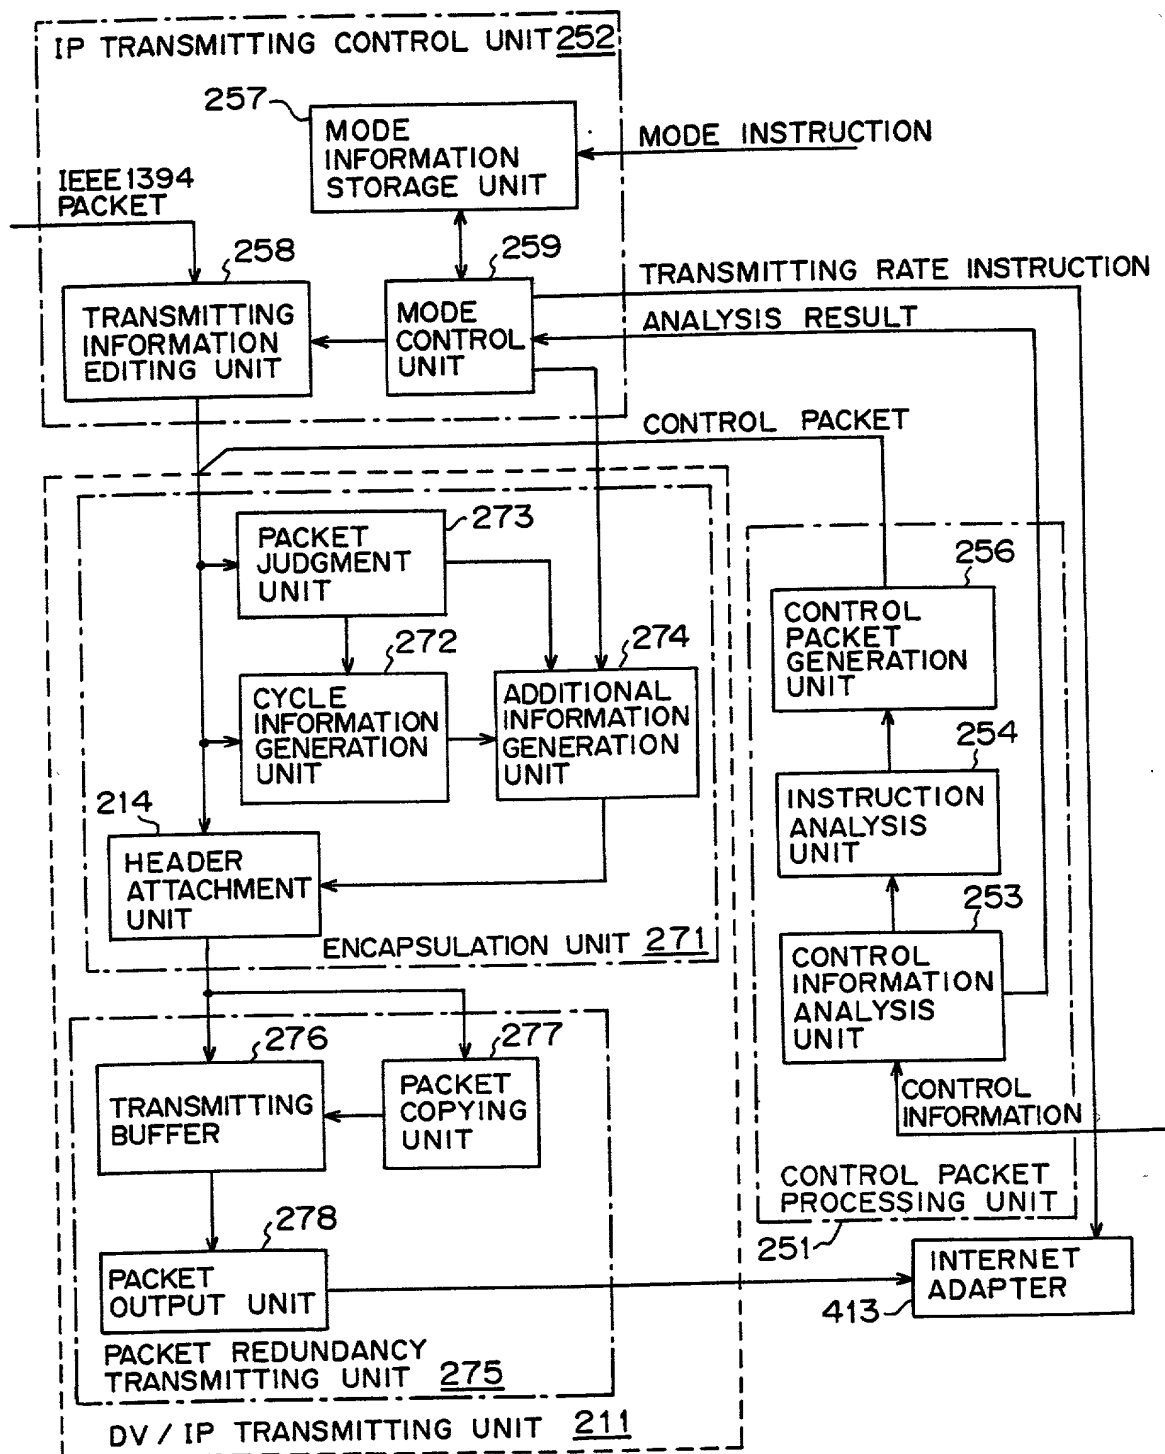 IP TRANSMITTING CONTROL UNIT 252
257
MODE
INFORMATION
STORAGE UNIT
MODE INSTRUCTION
IEEE1394
PACKET
258
259
TRANSMITTING RATE INSTRUCTION
TRANSMITTING
INFORMATION
EDITING UNIT
MODE
CONTROL
UNIT
ANALYSIS RESULT
CONTROL PACKET
273
PACKET
JUDGMENT
UNIT
256
CONTROL
PACKET
GENERATION
UNIT
272
274
CYCLE
INFORMATION
GENERATION
UNIT
ADDITIONAL
INFORMATION
GENERATION
UNIT
254
INSTRUCTION
ANALYSIS
UNIT
214
HEADER
ATTACHMENT
UNIT
253
ENCAPSULATION UNIT 271
CONTROL
INFORMATION
ANALYSIS
UNIT
276
277
TRANSMITTING
BUFFER
PACKET
COPYING
UNIT
CONTROL
INFORMATION
CONTROL PACKET
PROCESSING UNIT
278
251
PACKET
OUTPUT UNIT
INTERNET
ADAPTER
413
PACKET REDUNDANCY
TRANSMITTING UNIT 275
DV / IP TRANSMITTING UNIT 211